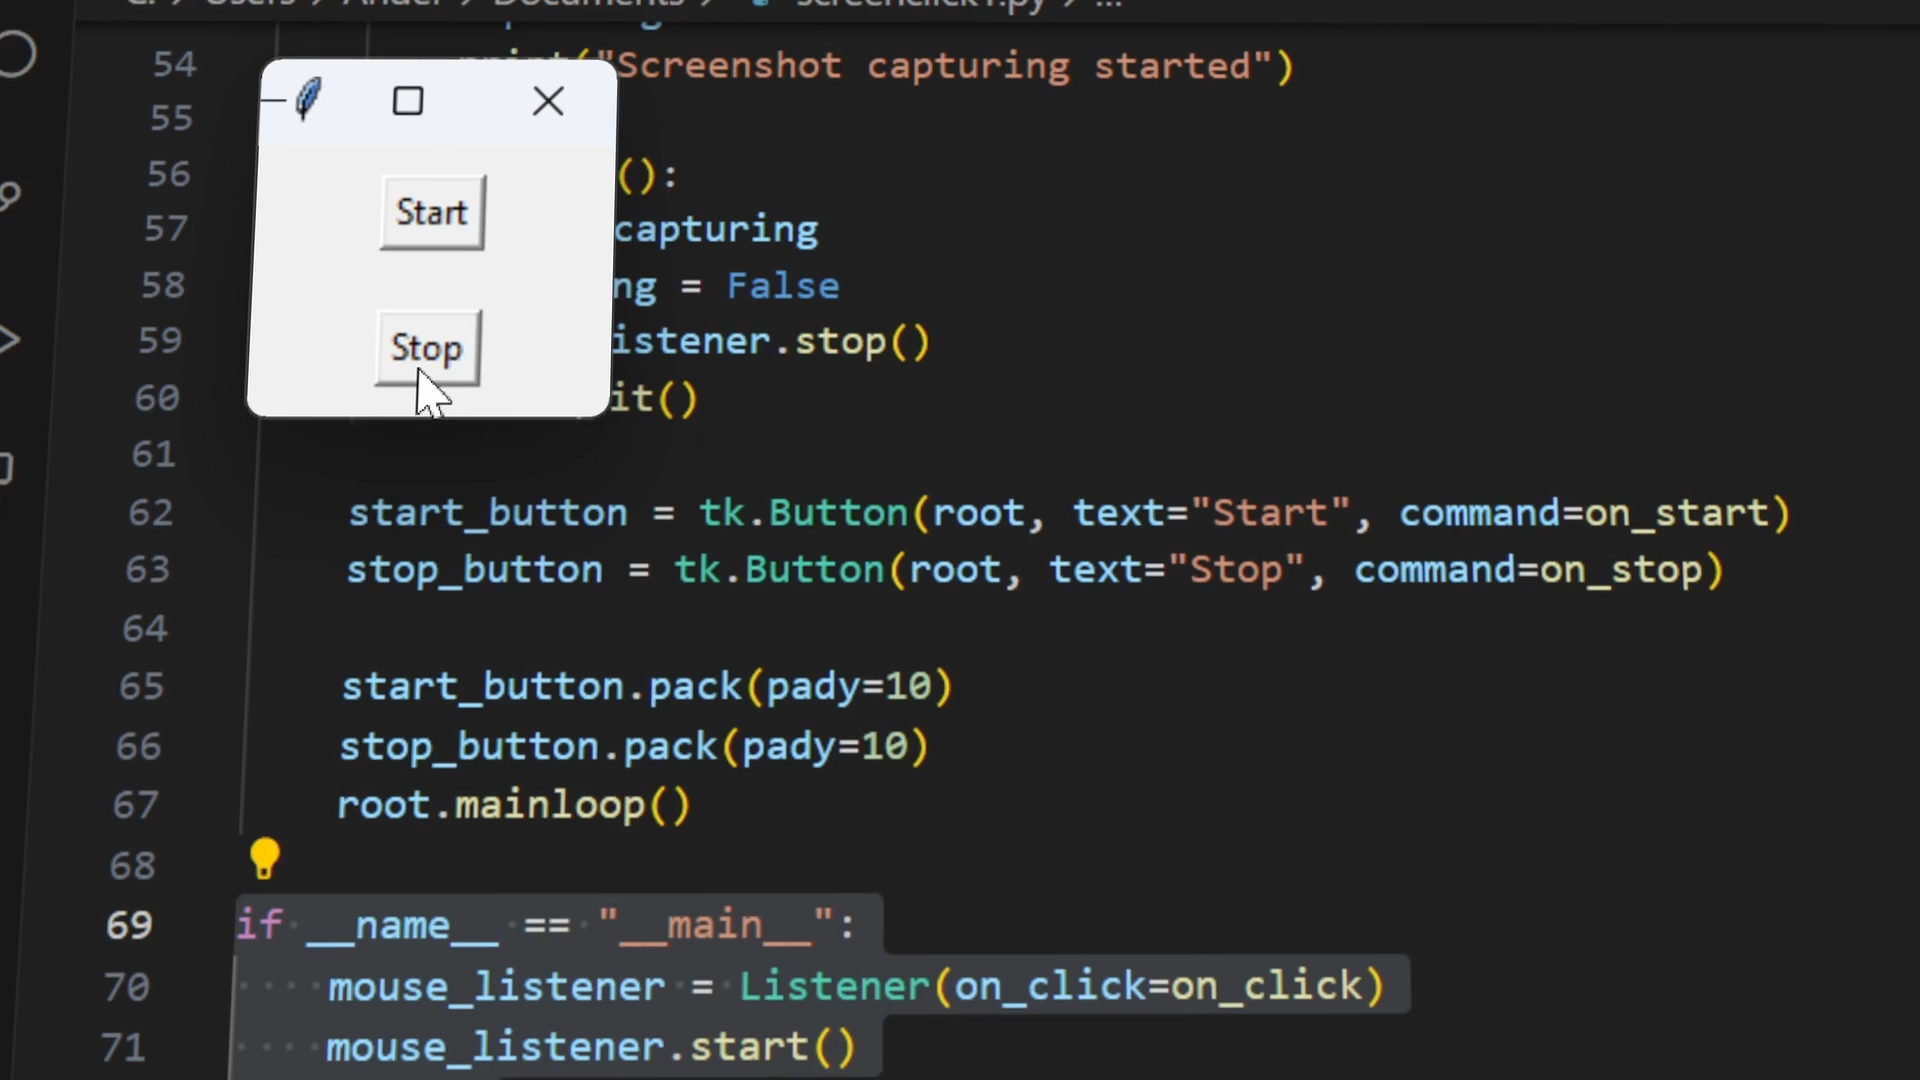 54 print("Screenshot capturing started")
55
56 ():
57 capturing
58 ng = False
59 istener.stop()
60 it()
61
62 start_button = tk.Button(root, text="Start", command=on_start)
63 stop_button = tk.Button(root, text="Stop", command=on_stop)
64
65 start_button.pack(pady=10)
66 stop_button.pack(pady=10)
67 root.mainloop()
68
69 if __name__ == "__main__":
70 mouse_listener = Listener(on_click=on_click)
71 mouse_listener.start()
Start
Stop